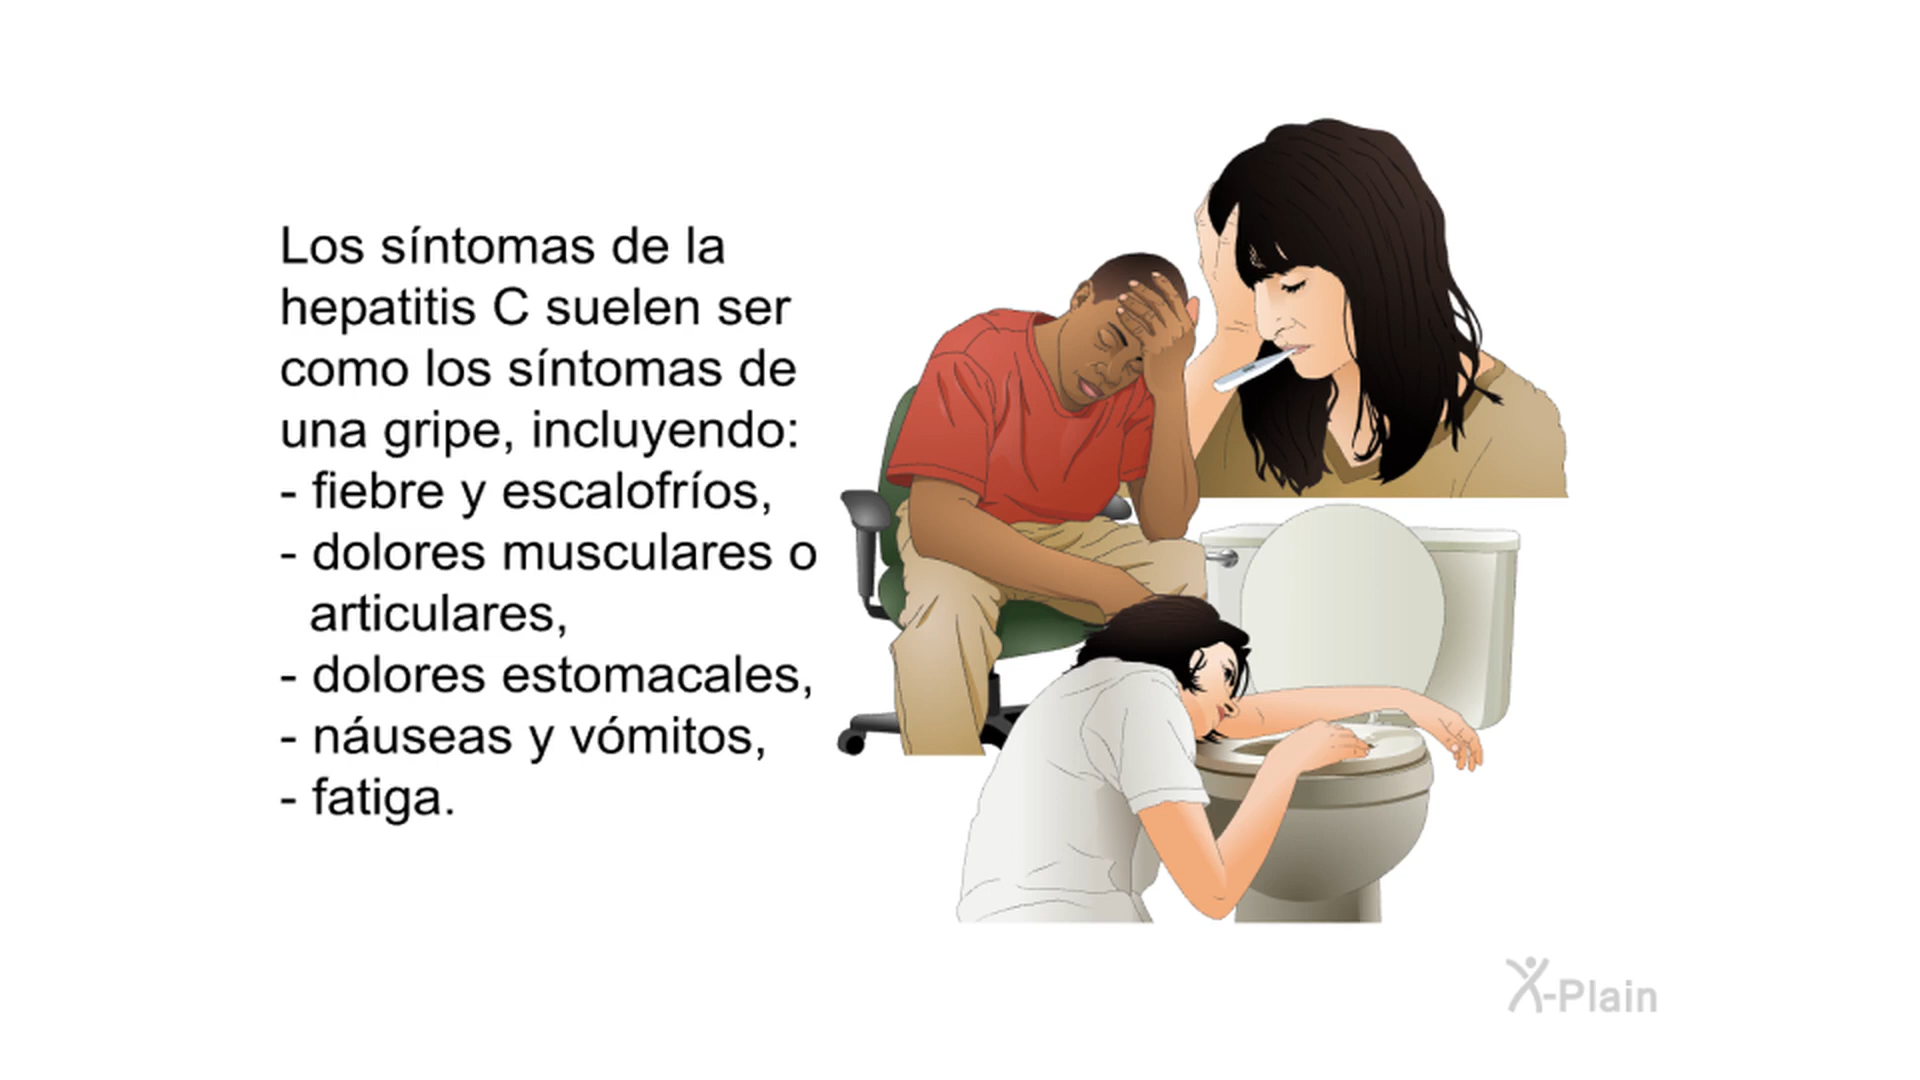 Los síntomas de la
hepatitis C suelen ser
como los síntomas de
una gripe, incluyendo:
- fiebre y escalofríos,
- dolores musculares o
articulares,
- dolores estomacales,
- náuseas y vómitos,
- fatiga.
X-Plain